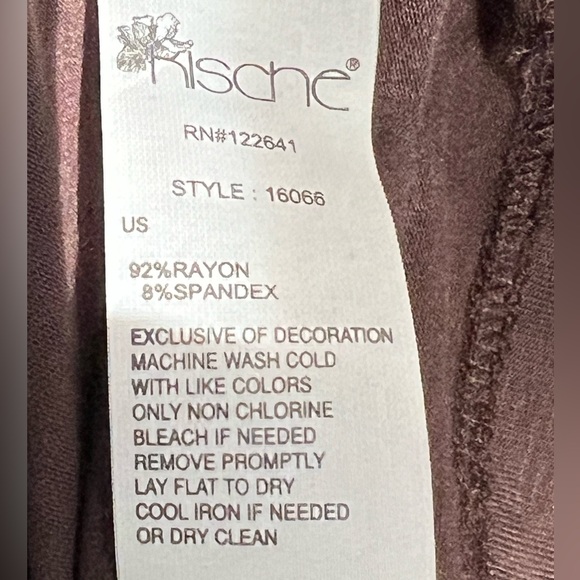 Kische®
RN#122641
STYLE : 16066
US
92%RAYON
8%SPANDEX
EXCLUSIVE OF DECORATION
MACHINE WASH COLD
WITH LIKE COLORS
ONLY NON CHLORINE
BLEACH IF NEEDED
REMOVE PROMPTLY
LAY FLAT TO DRY
COOL IRON IF NEEDED
OR DRY CLEAN